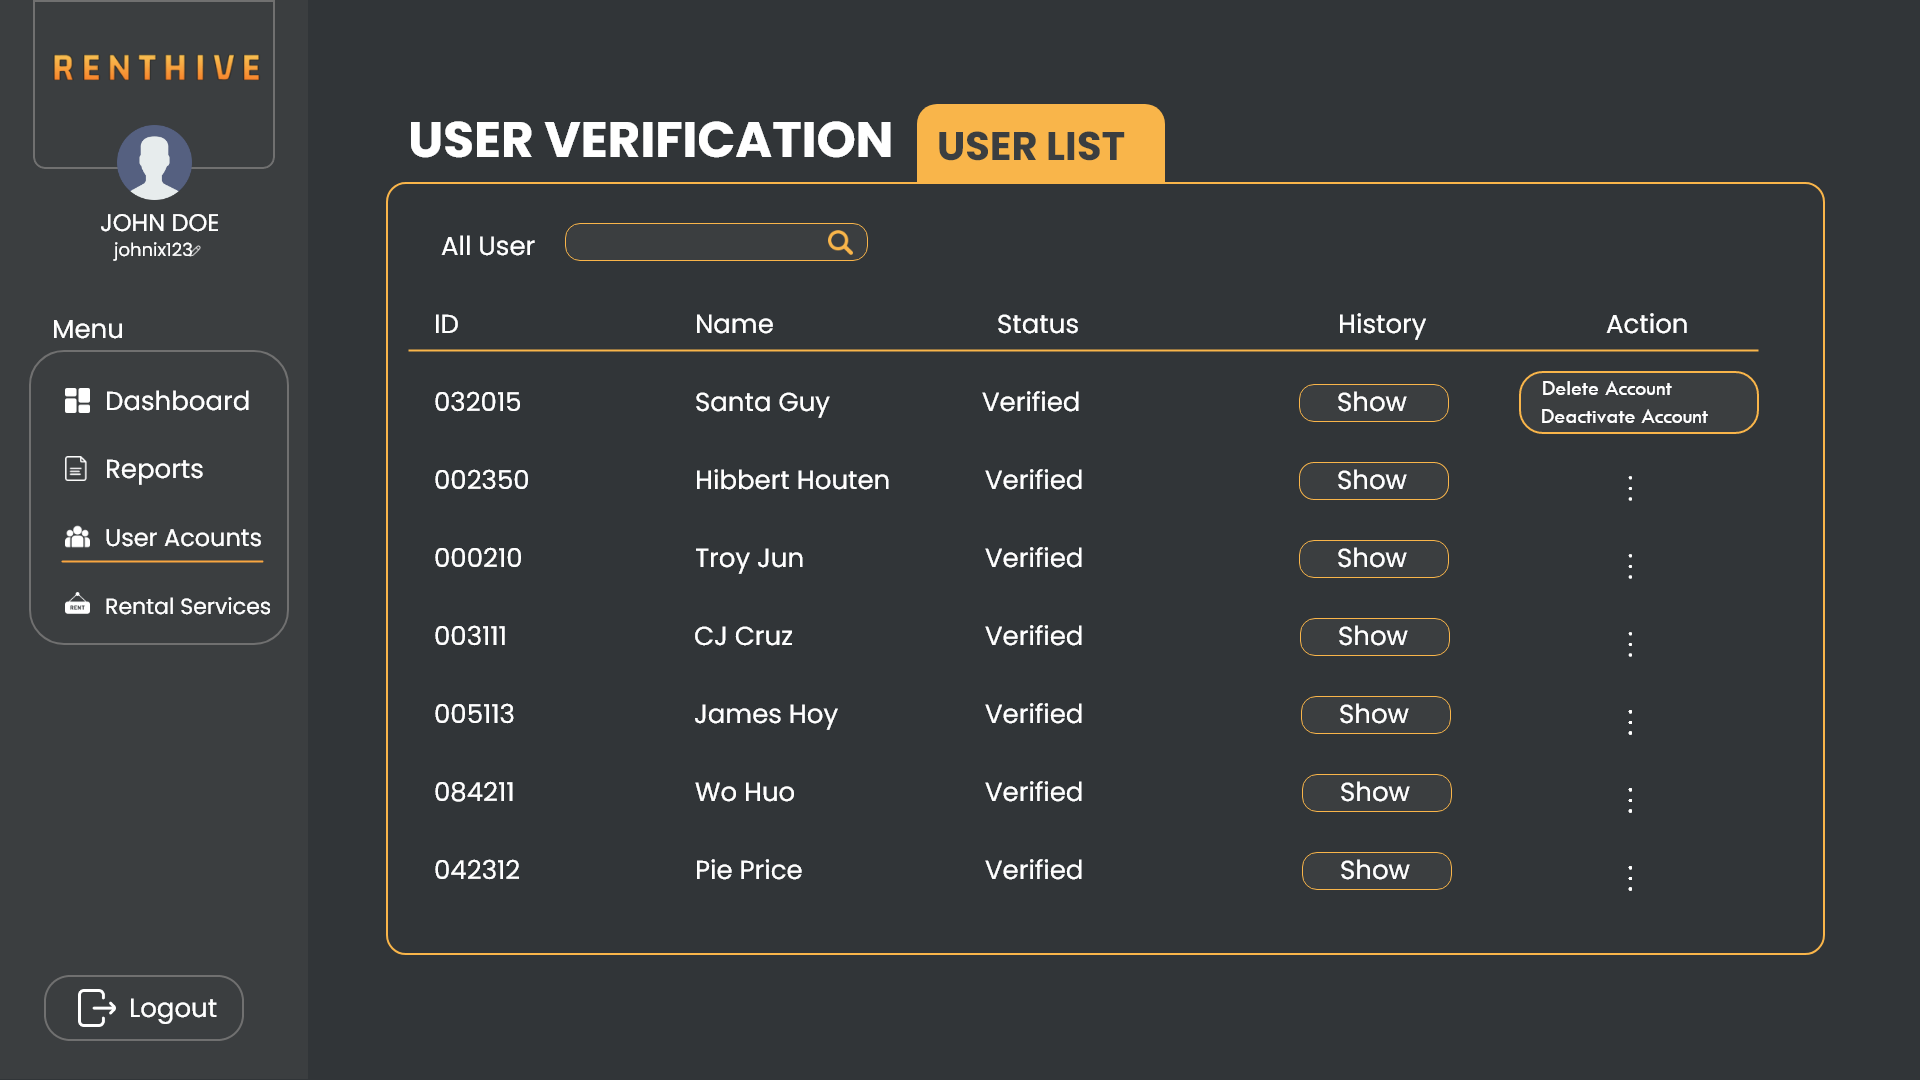 RENTHIVE
JOHN DOE
johnix123
Menu
Dashboard
Reports
User Acounts
RENT
Rental Services
Logout
USER VERIFICATION
USER LIST
All User
ID Name Status History Action
032015 Santa Guy Verified Show Delete Account
Deactivate Account
002350 Hibbert Houten Verified Show
000210 Troy Jun Verified Show
003111 CJ Cruz Verified Show
005113 James Hoy Verified Show
084211 Wo Huo Verified Show
042312 Pie Price Verified Show